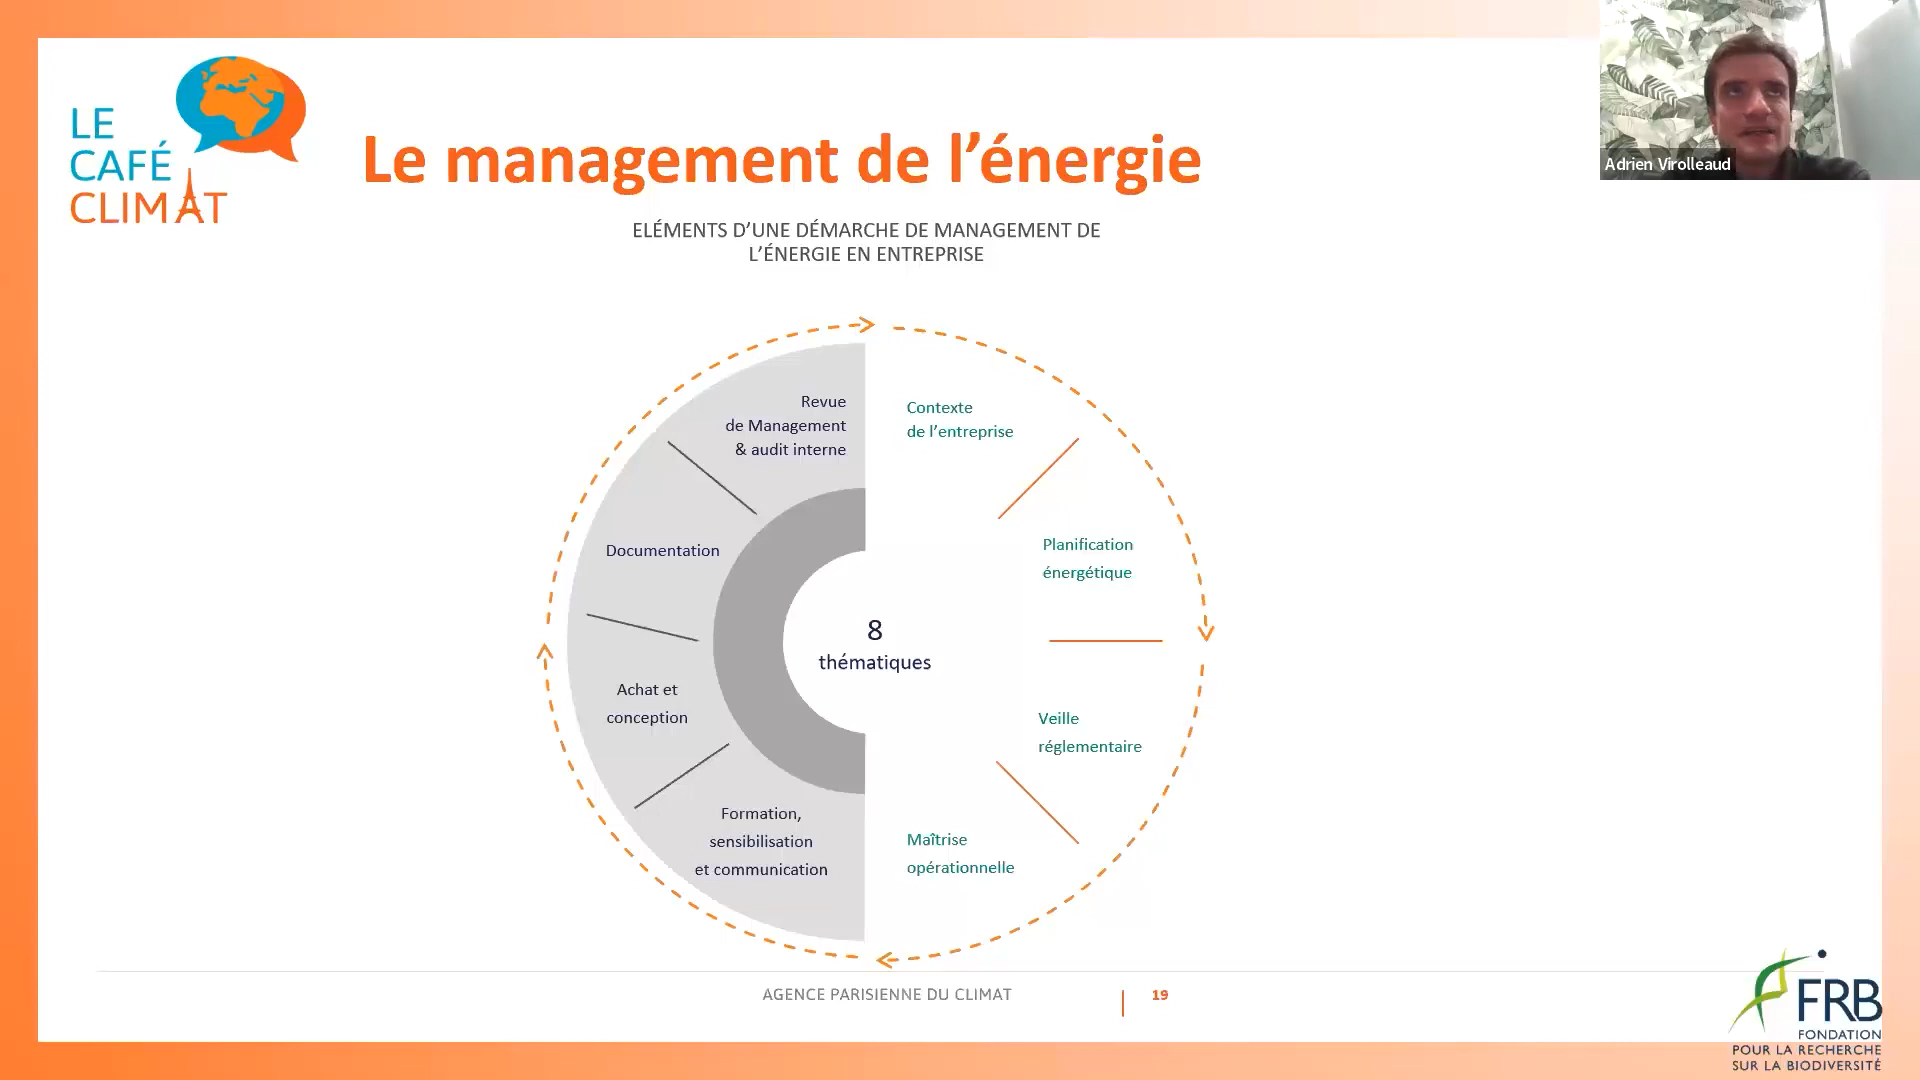 LE
CAFÉ
CLIMAT
Le management de l’énergie
Adrien Virolleaud
ELÉMENTS D’UNE DÉMARCHE DE MANAGEMENT DE
L’ÉNERGIE EN ENTREPRISE
Contexte
de l’entreprise
Planification
énergétique
Veille
réglementaire
Maîtrise
opérationnelle
Formation,
sensibilisation
et communication
Achat et
conception
Documentation
Revue
de Management
& audit interne
8
thématiques
AGENCE PARISIENNE DU CLIMAT
19
FRB
FONDATION
POUR LA RECHERCHE
SUR LA BIODIVERSITÉ